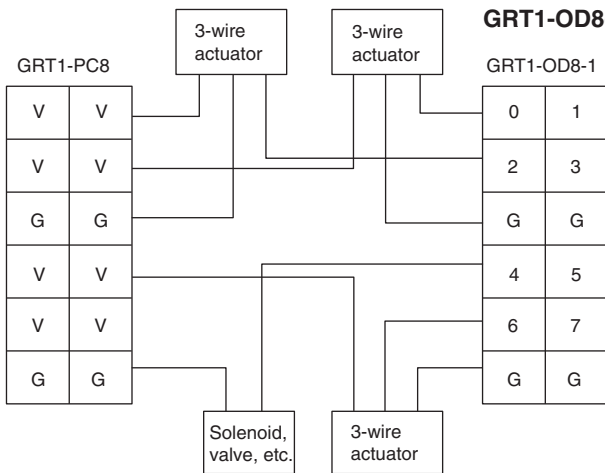 GRT1-OD8
3-wire
actuator
3-wire
actuator
GRT1-PC8
GRT1-OD8-1
V V
0 1
V V
2 3
G G
G G
V V
4 5
V V
6 7
G G
G G
Solenoid,
valve, etc.
3-wire
actuator